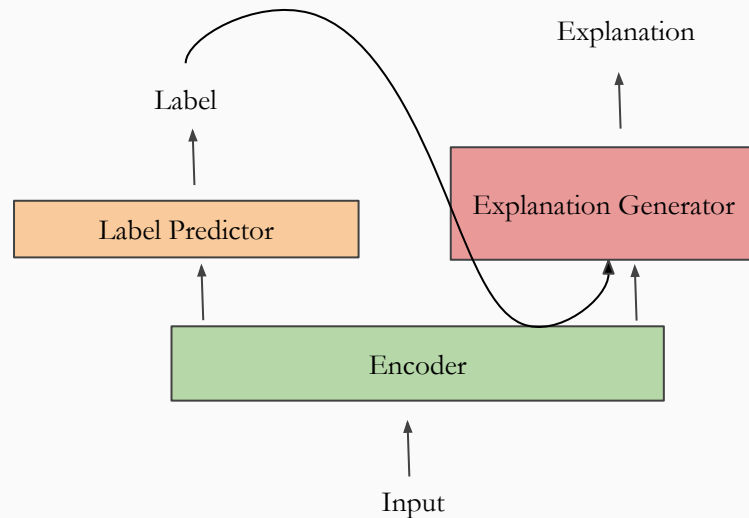 Explanation
Label
Explanation Generator
Label Predictor
Encoder
Input